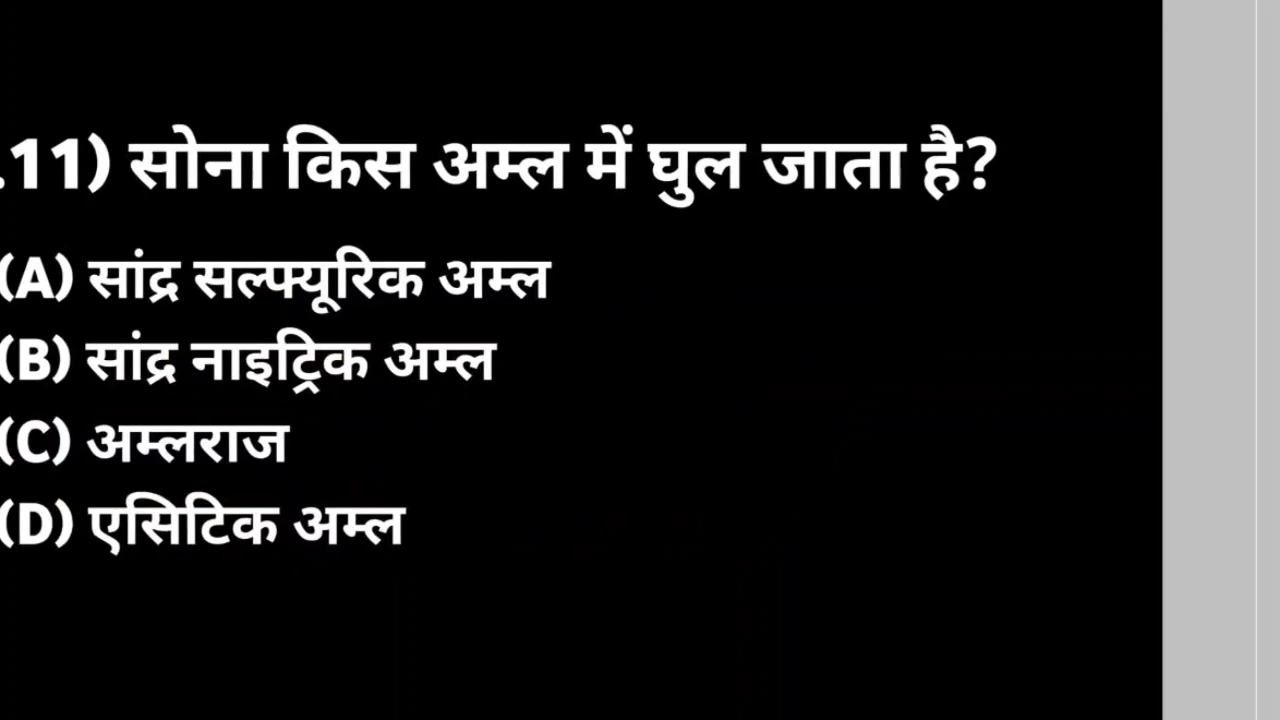 .11) सोना किस अम्ल में घुल जाता है?
(A) सांद्र सल्फ्यूरिक अम्ल
(B) सांद्र नाइट्रिक अम्ल
(C) अम्लराज
(D) एसिटिक अम्ल